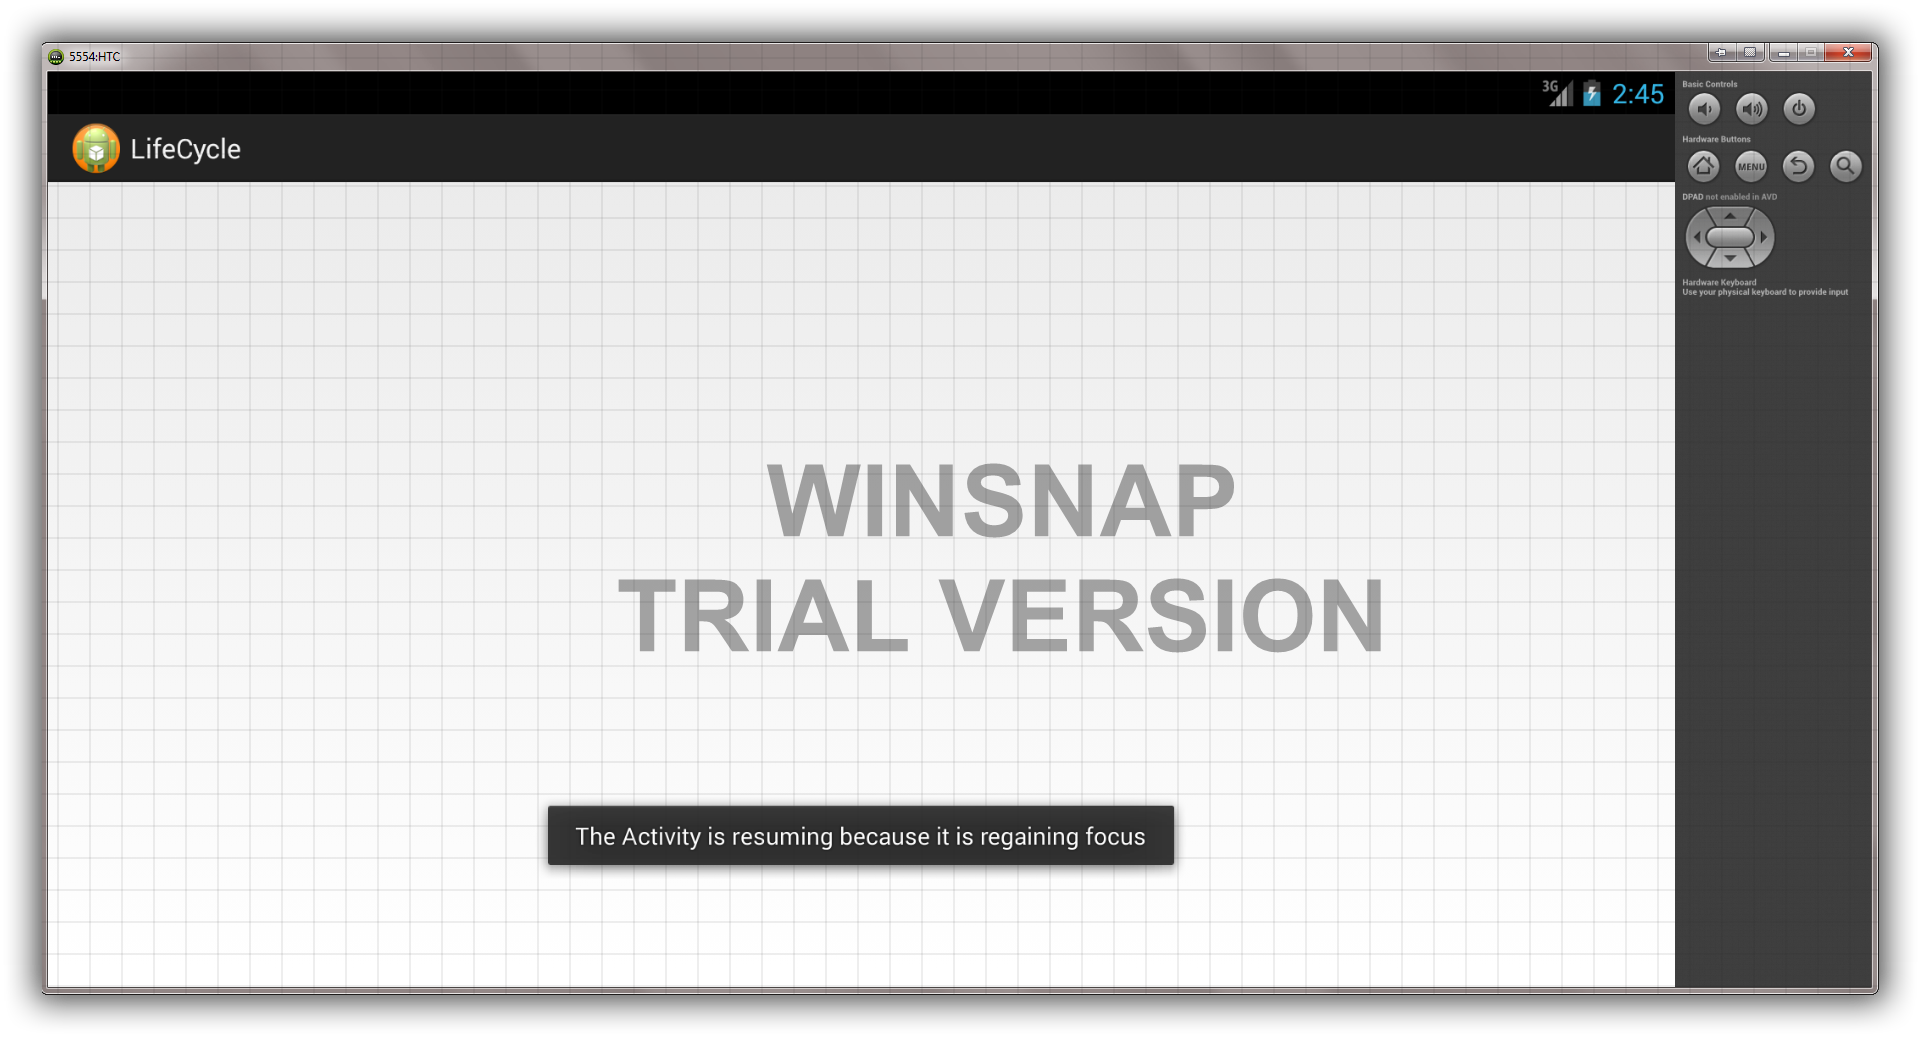 5554:HTC
3G 2:45
LifeCycle
Basic Controls
Hardware Buttons
MENU
DPAD not enabled in AVD
Hardware Keyboard
Use your physical keyboard to provide input
WINSNAP
TRIAL VERSION
The Activity is resuming because it is regaining focus